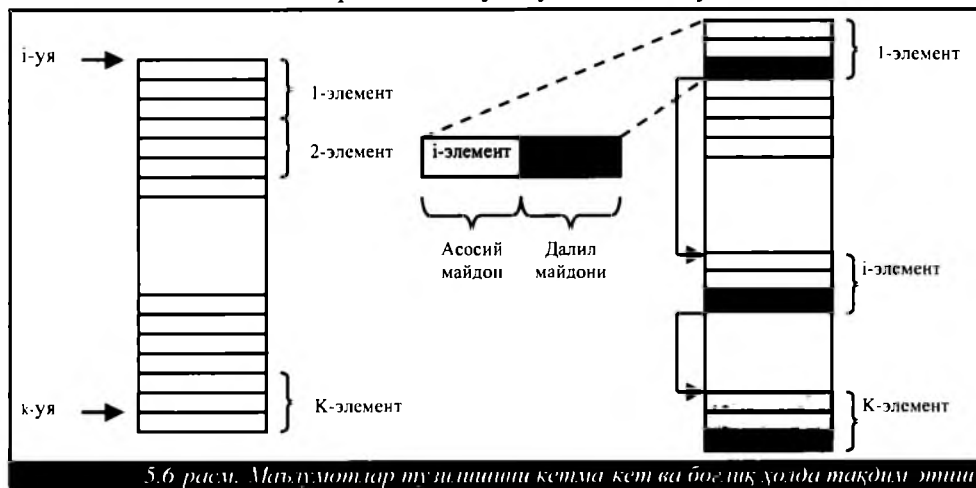 i-уя
1-элемент
2-элемент
k-уя
К-элемент
i-элемент
Асосий майдон
Далил майдони
1-элемент
i-элемент
К-элемент
5.6 расм. Маълумотлар тузилишини кетма кет ва боғлиқ ҳолда тақдим этиш